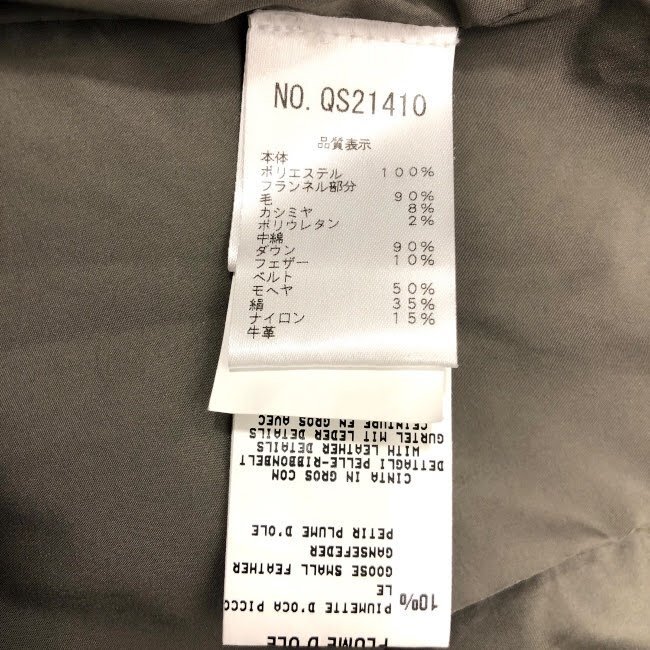 NO. QS21410
品質表示
本体
ポリエステル 100%
フランネル部分
毛 90%
カシミヤ 8%
ポリウレタン 2%
中綿
ダウン 90%
フェザー 10%
ベルト
モヘヤ 50%
絹 35%
ナイロン 15%
牛革
PLUME D'OLE
10% PIUMETTE D'OCA PICCO
LE
GOOSE SMALL FEATHER
GANSEFEDER
PETIR PLUME D'OLE
CINTA IN GROS CON
DETTAGLI PELLE-RIBBONBELT
WITH LEATHER DETAILS
GURTEL MIT LEDER DETAILS
CEINTURE EN GROS AVEC